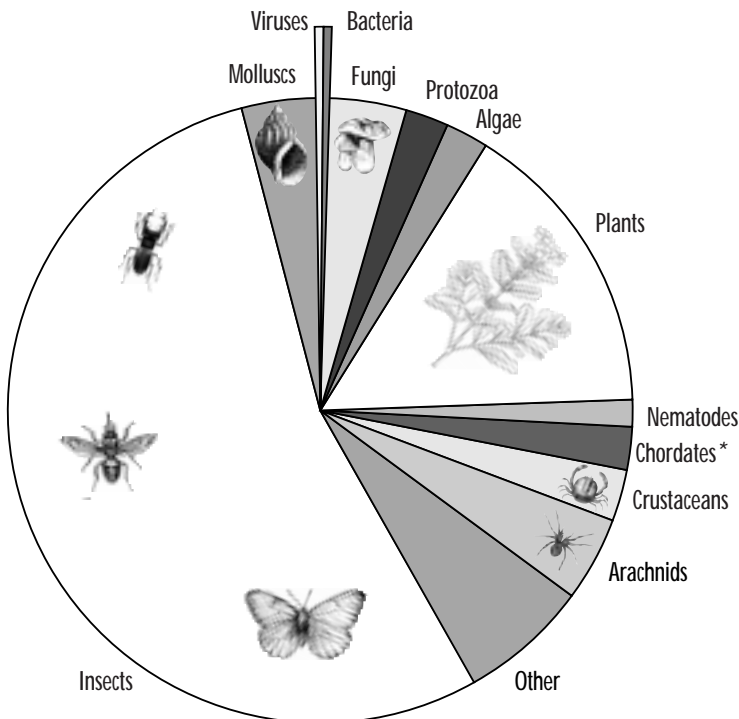 Viruses
Bacteria
Molluscs
Fungi
Protozoa
Algae
Plants
Nematodes
Chordates*
Crustaceans
Arachnids
Other
Insects